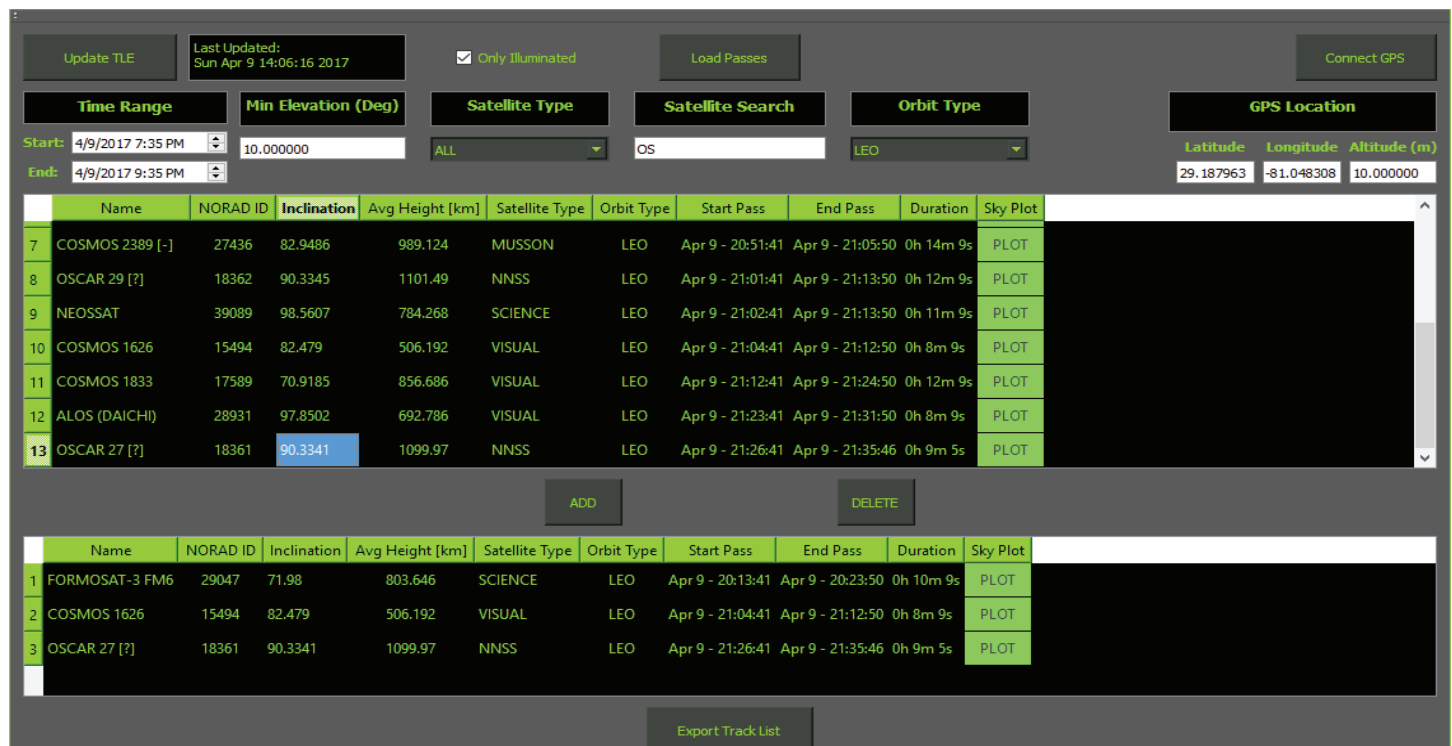 Update TLE
Last Updated:
Sun Apr 9 14:06:16 2017
Only Illuminated
Load Passes
Connect GPS
Time Range
Min Elevation (Deg)
Satellite Type
Satellite Search
Orbit Type
GPS Location
Start: 4/9/2017 7:35 PM
End: 4/9/2017 9:35 PM
10.000000
ALL
OS
LEO
Latitude Longitude Altitude (m)
29.187963 -81.048308 10.000000
Name NORAD ID Inclination Avg Height [km] Satellite Type Orbit Type Start Pass End Pass Duration Sky Plot
7 COSMOS 2389 [-] 27436 82.9486 989.124 MUSSON LEO Apr 9 - 20:51:41 Apr 9 - 21:05:50 0h 14m 9s PLOT
8 OSCAR 29 [?] 18362 90.3345 1101.49 NNSS LEO Apr 9 - 21:01:41 Apr 9 - 21:13:50 0h 12m 9s PLOT
9 NEOSSAT 39089 98.5607 784.268 SCIENCE LEO Apr 9 - 21:02:41 Apr 9 - 21:13:50 0h 11m 9s PLOT
10 COSMOS 1626 15494 82.479 506.192 VISUAL LEO Apr 9 - 21:04:41 Apr 9 - 21:12:50 0h 8m 9s PLOT
11 COSMOS 1833 17589 70.9185 856.686 VISUAL LEO Apr 9 - 21:12:41 Apr 9 - 21:24:50 0h 12m 9s PLOT
12 ALOS (DAICHI) 28931 97.8502 692.786 VISUAL LEO Apr 9 - 21:23:41 Apr 9 - 21:31:50 0h 8m 9s PLOT
13 OSCAR 27 [?] 18361 90.3341 1099.97 NNSS LEO Apr 9 - 21:26:41 Apr 9 - 21:35:46 0h 9m 5s PLOT
ADD
DELETE
Name NORAD ID Inclination Avg Height [km] Satellite Type Orbit Type Start Pass End Pass Duration Sky Plot
1 FORMOSAT-3 FM6 29047 71.98 803.646 SCIENCE LEO Apr 9 - 20:13:41 Apr 9 - 20:23:50 0h 10m 9s PLOT
2 COSMOS 1626 15494 82.479 506.192 VISUAL LEO Apr 9 - 21:04:41 Apr 9 - 21:12:50 0h 8m 9s PLOT
3 OSCAR 27 [?] 18361 90.3341 1099.97 NNSS LEO Apr 9 - 21:26:41 Apr 9 - 21:35:46 0h 9m 5s PLOT
Export Track List